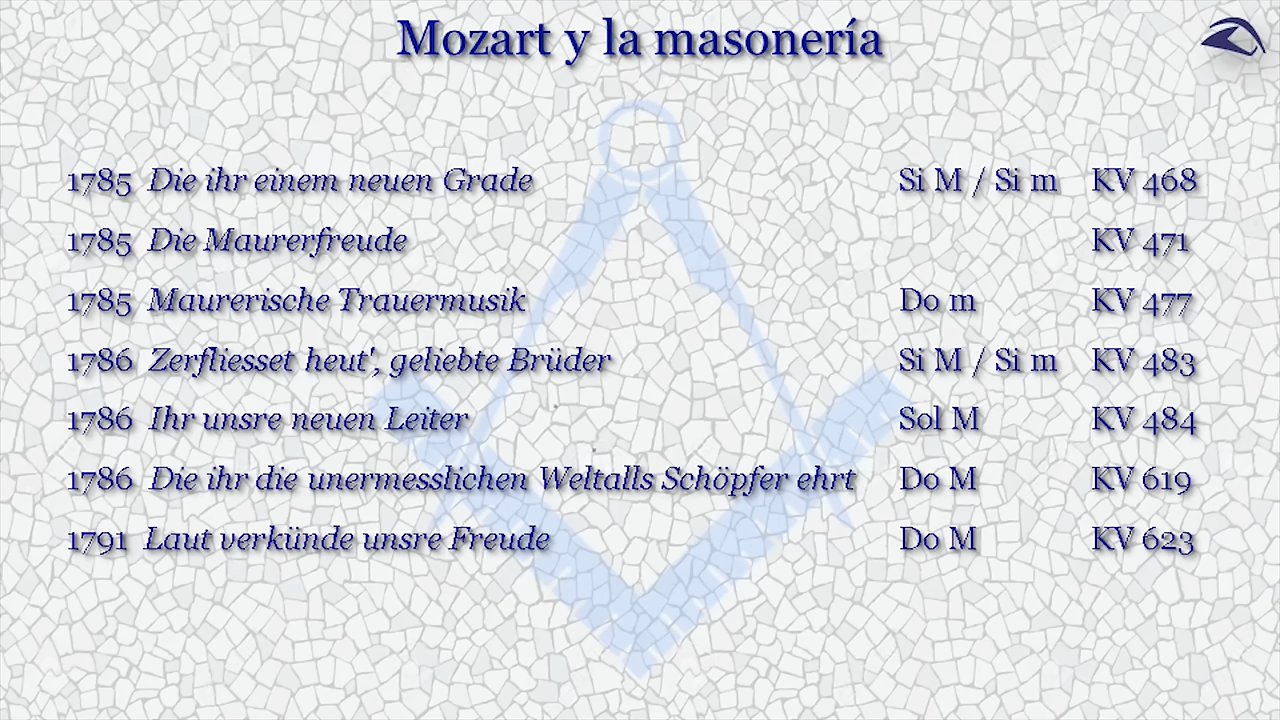 Mozart y la masonería
1785 Die ihr einem neuen Grade Si M / Si m KV 468
1785 Die Maurerfreude KV 471
1785 Maurerische Trauermusik Do m KV 477
1786 Zerfliesset heut', geliebte Brüder Si M / Si m KV 483
1786 Ihr unsre neuen Leiter Sol M KV 484
1786 Die ihr die unermesslichen Weltalls Schöpfer ehrt Do M KV 619
1791 Laut verkünde unsre Freude Do M KV 623